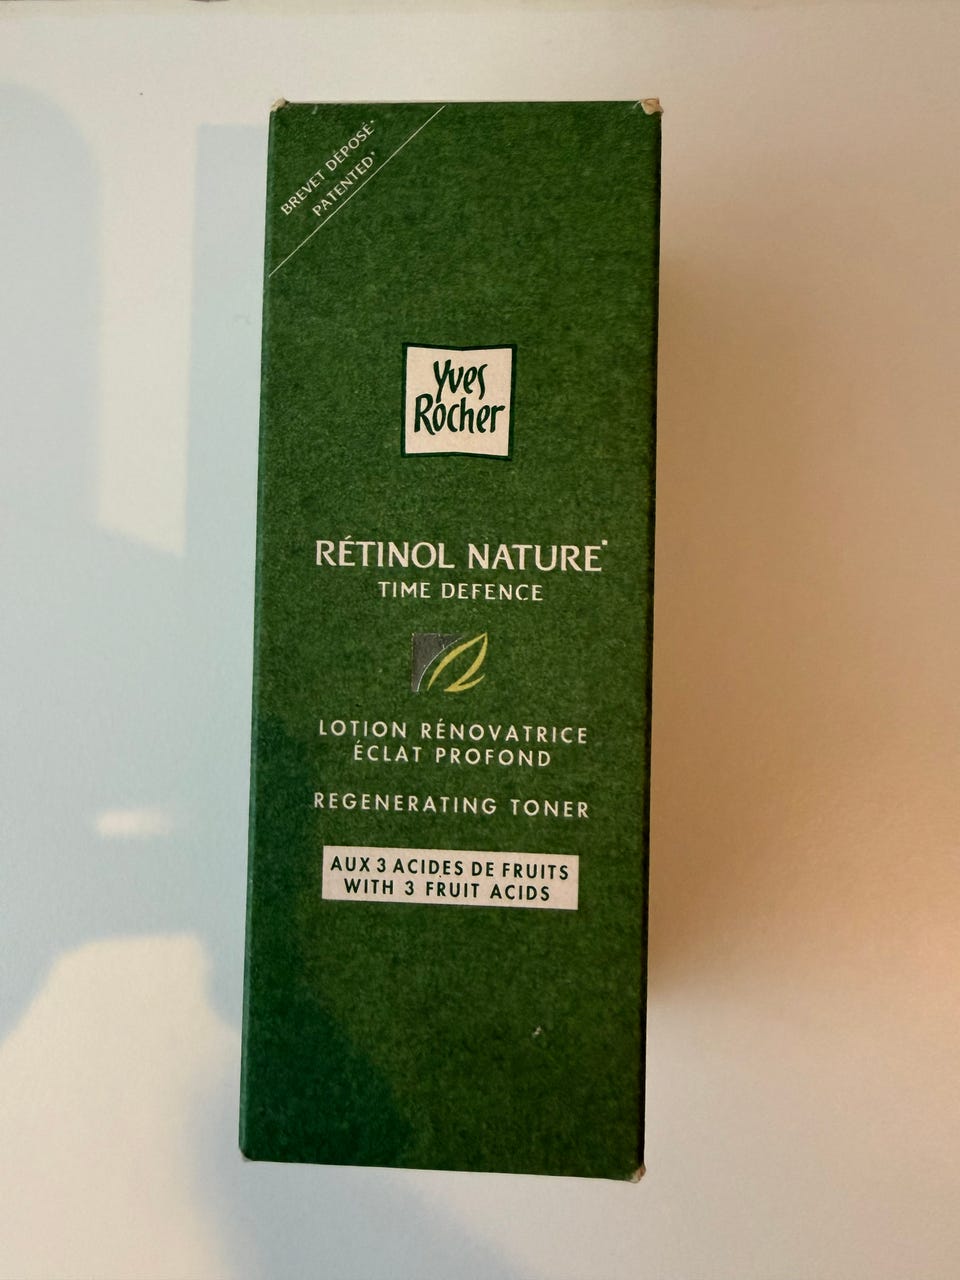 BREVET DÉPOSÉ*
PATENTED*
Yves
Rocher
RÉTINOL NATURE*
TIME DEFENCE
LOTION RÉNOVATRICE
ÉCLAT PROFOND
REGENERATING TONER
AUX 3 ACIDES DE FRUITS
WITH 3 FRUIT ACIDS